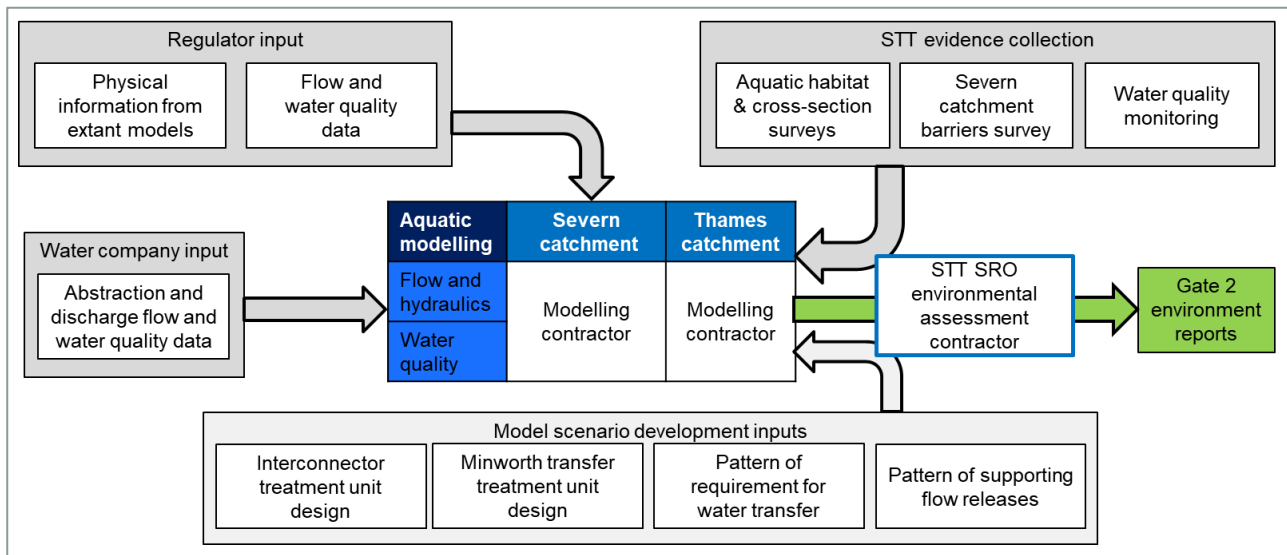 Regulator input
Physical
information from
extant models
Flow and
water quality
data
STT evidence collection
Aquatic habitat
& cross-section
surveys
Severn
catchment
barriers survey
Water quality
monitoring
Water company input
Abstraction and
discharge flow and
water quality data
Aquatic
modelling
Severn
catchment
Thames
catchment
Flow and
hydraulics
Water
quality
Modelling
contractor
Modelling
contractor
STT SRO
environmental
assessment
contractor
Gate 2
environment
reports
Model scenario development inputs
Interconnector
treatment unit
design
Minworth transfer
treatment unit
design
Pattern of
requirement for
water transfer
Pattern of supporting
flow releases